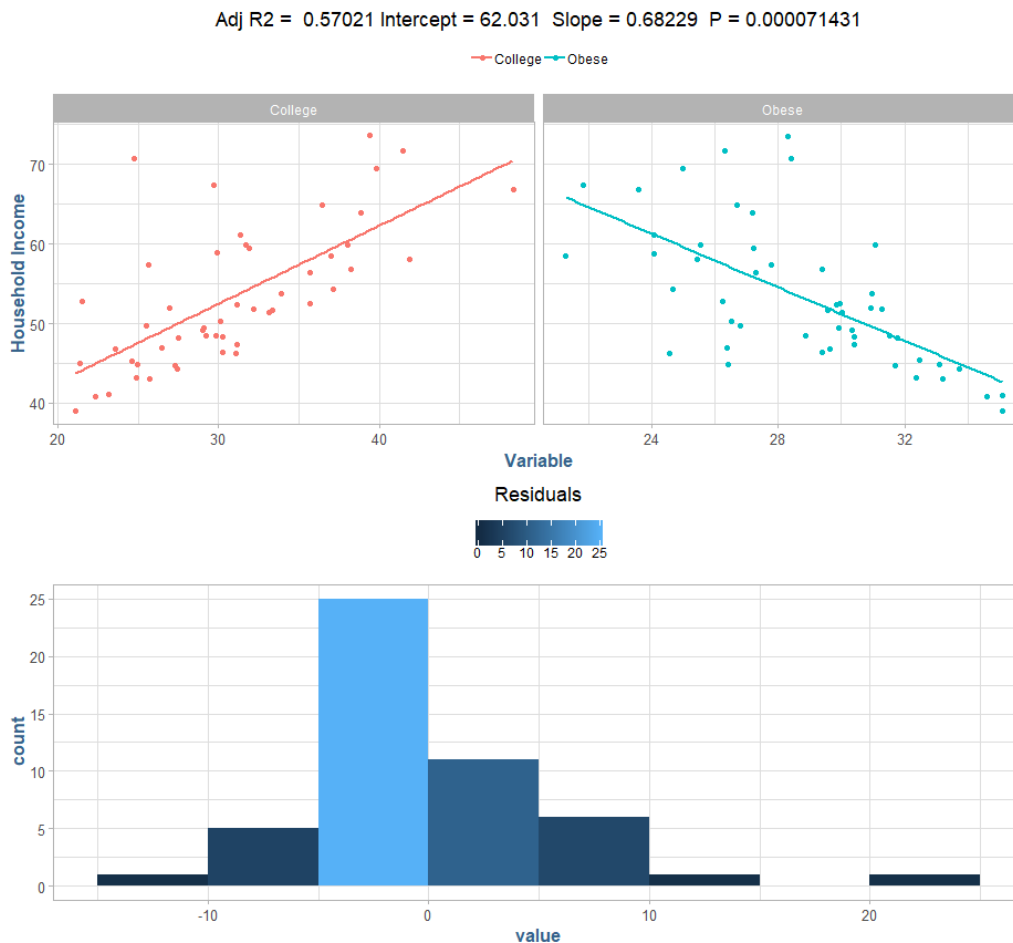 Adj R2 =  0.57021 Intercept = 62.031  Slope = 0.68229  P = 0.000071431
College Obese
College Obese
Household Income
70
60
50
40
20 30 40 24 28 32
Variable
Residuals
0 5 10 15 20 25
count
25
20
15
10
5
0
-10 0 10 20
value